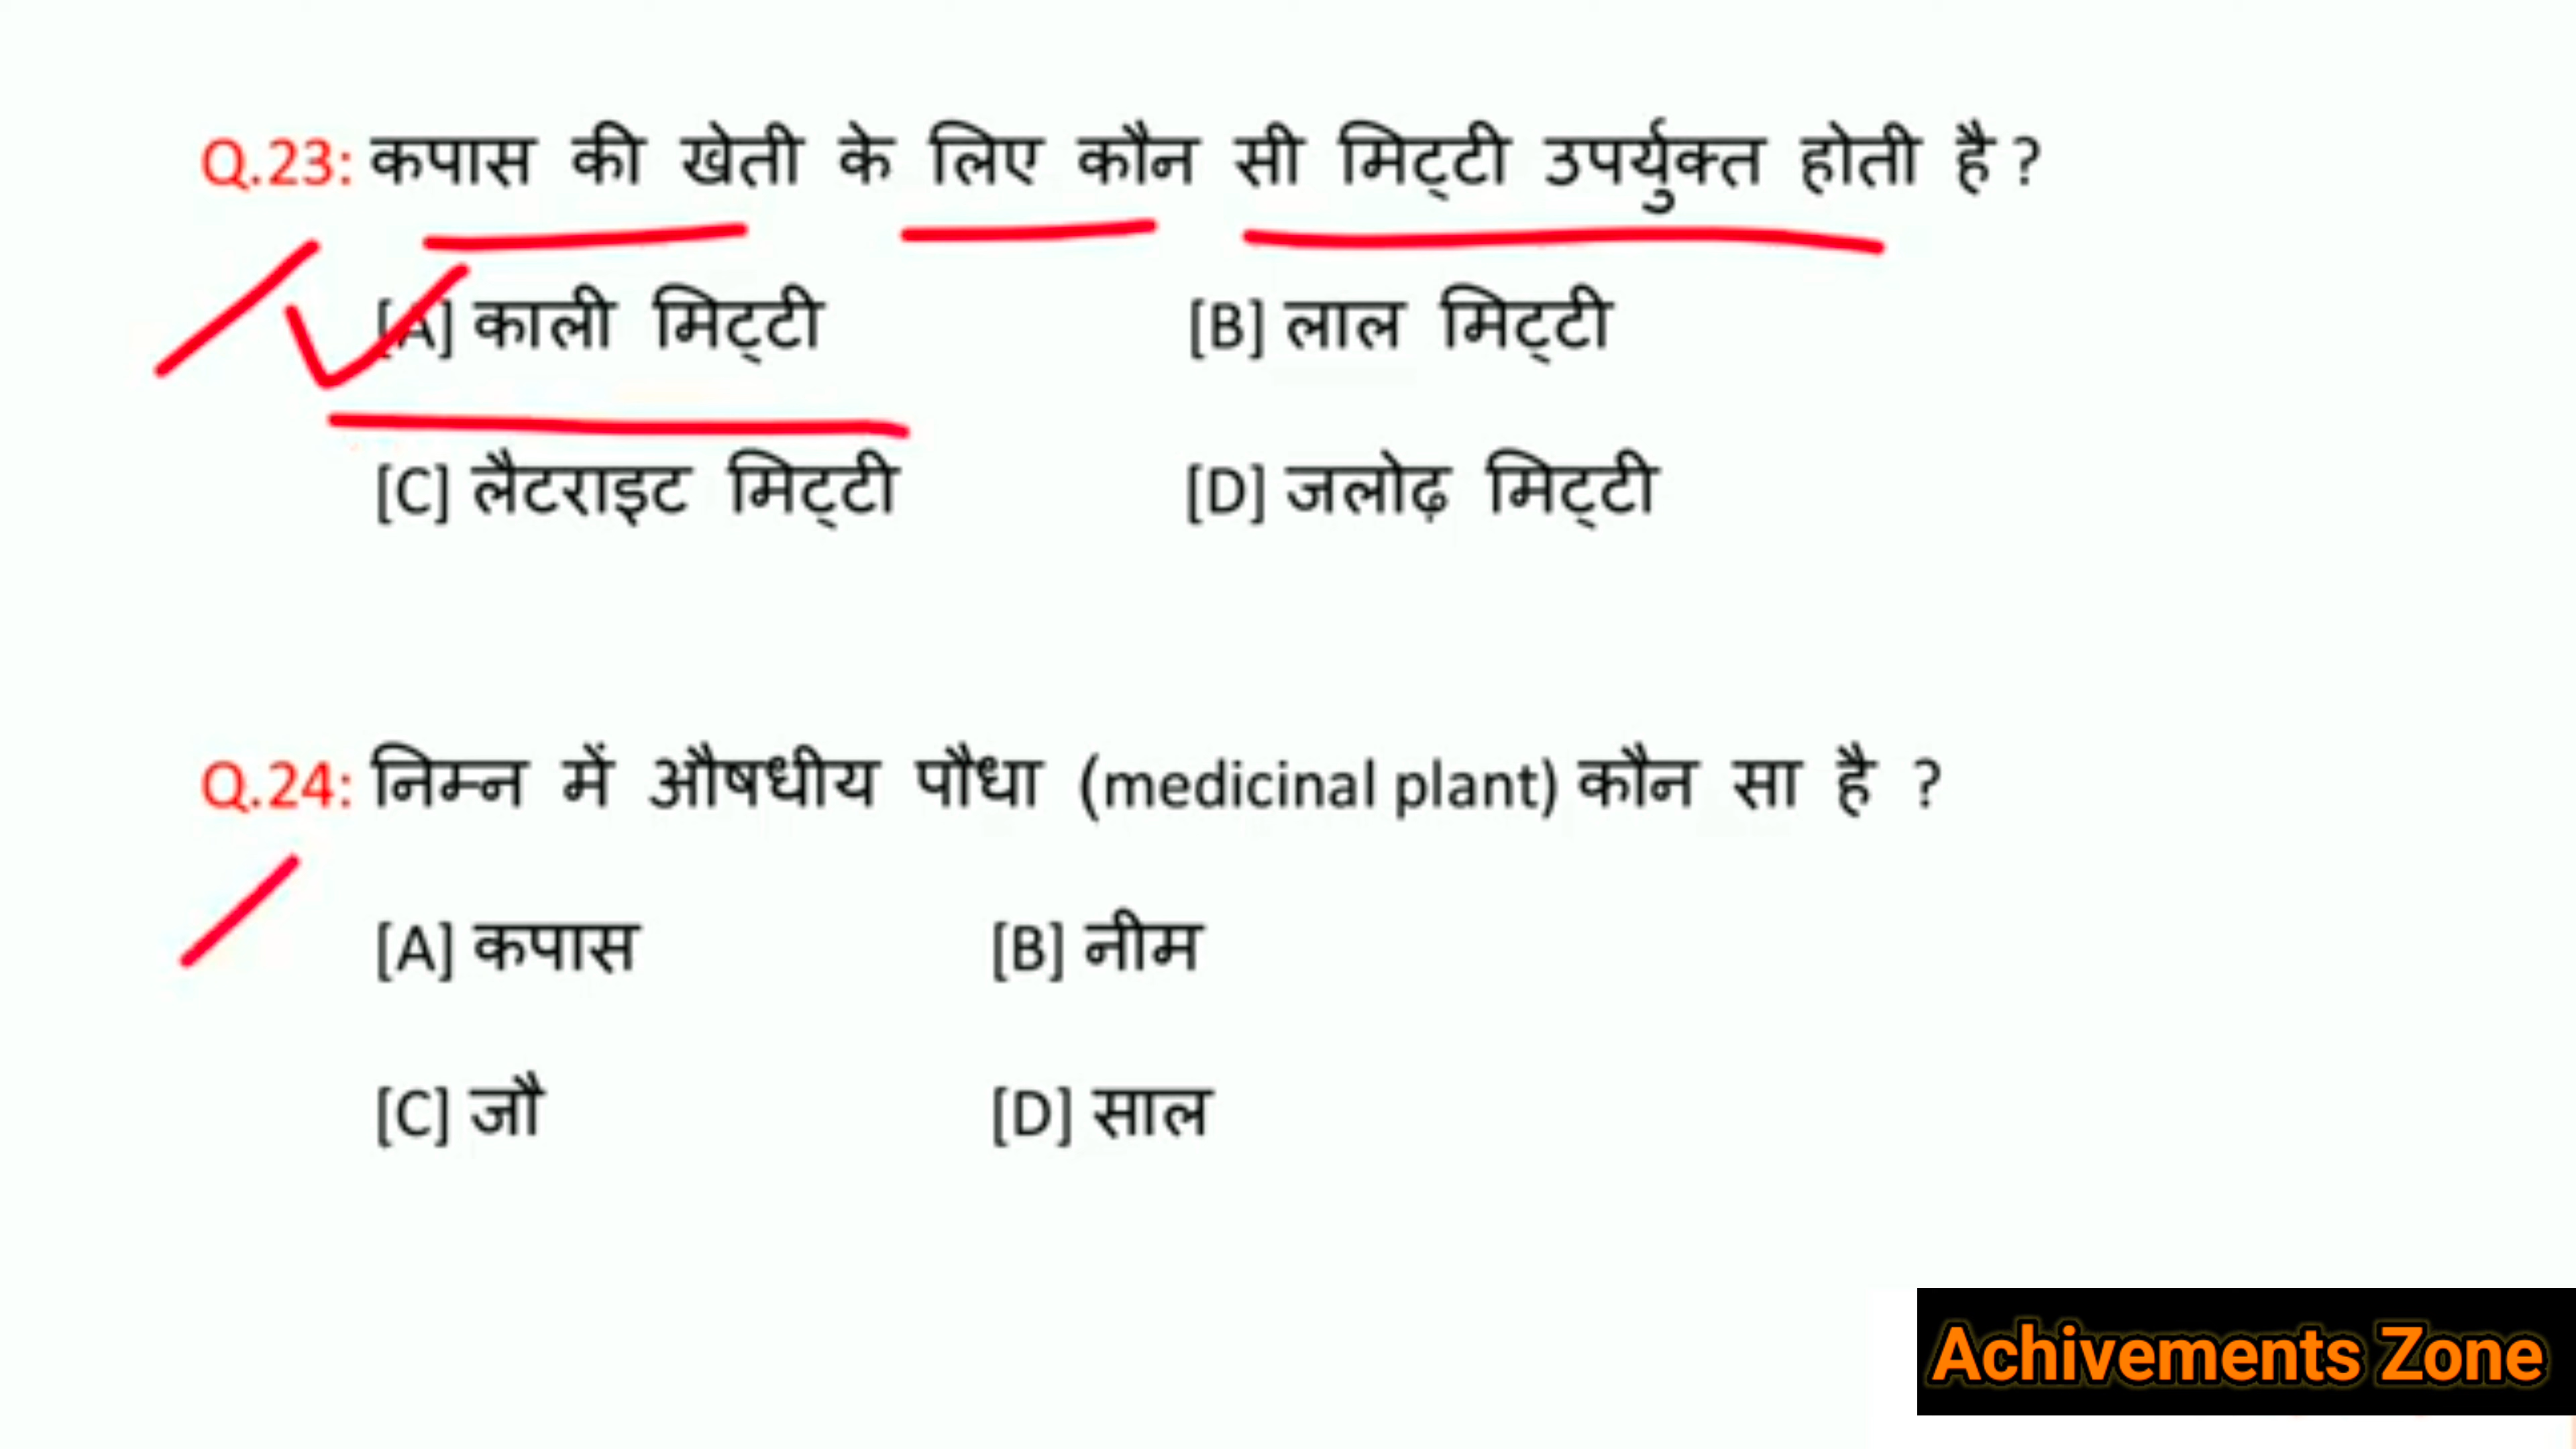 Q.23: कपास की खेती के लिए कौन सी मिट्टी उपर्युक्त होती है ?
[A] काली मिट्टी [B] लाल मिट्टी
[C] लैटराइट मिट्टी [D] जलोढ़ मिट्टी
Q.24: निम्न में औषधीय पौधा (medicinal plant) कौन सा है ?
[A] कपास [B] नीम
[C] जौ [D] साल
Achivements Zone